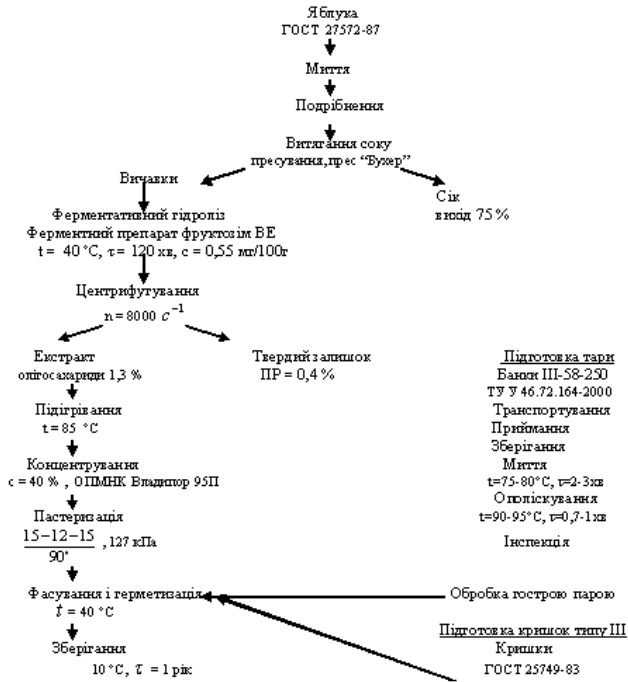 Яблука
ГОСТ 27572-87
Миття
Подрібнення
Витягання соку
пресування, прес “Бухер”
Вичавки
Сік
вихід 75 %
Ферментативний гідроліз
Ферментний препарат фруктозім ВЕ
t = 40 °C, τ = 120 хв, с = 0,55 мг/100г
Центрифугування
n = 8000 c⁻¹
Екстракт
олігосахариди 1,3 %
Твердий залишок
ПР = 0,4 %
Підігрівання
t = 85 °C
Концентрування
с = 40 % , ОПМНК Владипор 95П
Пастеризація
15−12−15
90° , 127 кПа
Фасування і герметизація
t = 40 °C
Зберігання
10 °C, τ = 1 рік
Підготовка тари
Банки ІІІ-58-250
ТУ У 46.72.164-2000
Транспортування
Приймання
Зберігання
Миття
t=75-80°C, τ=2-3хв
Ополіскування
t=90-95°C, τ=0,7-1хв
Інспекція
Обробка гострою парою
Підготовка кришок типу ІІІ
Кришки
ГОСТ 25749-83